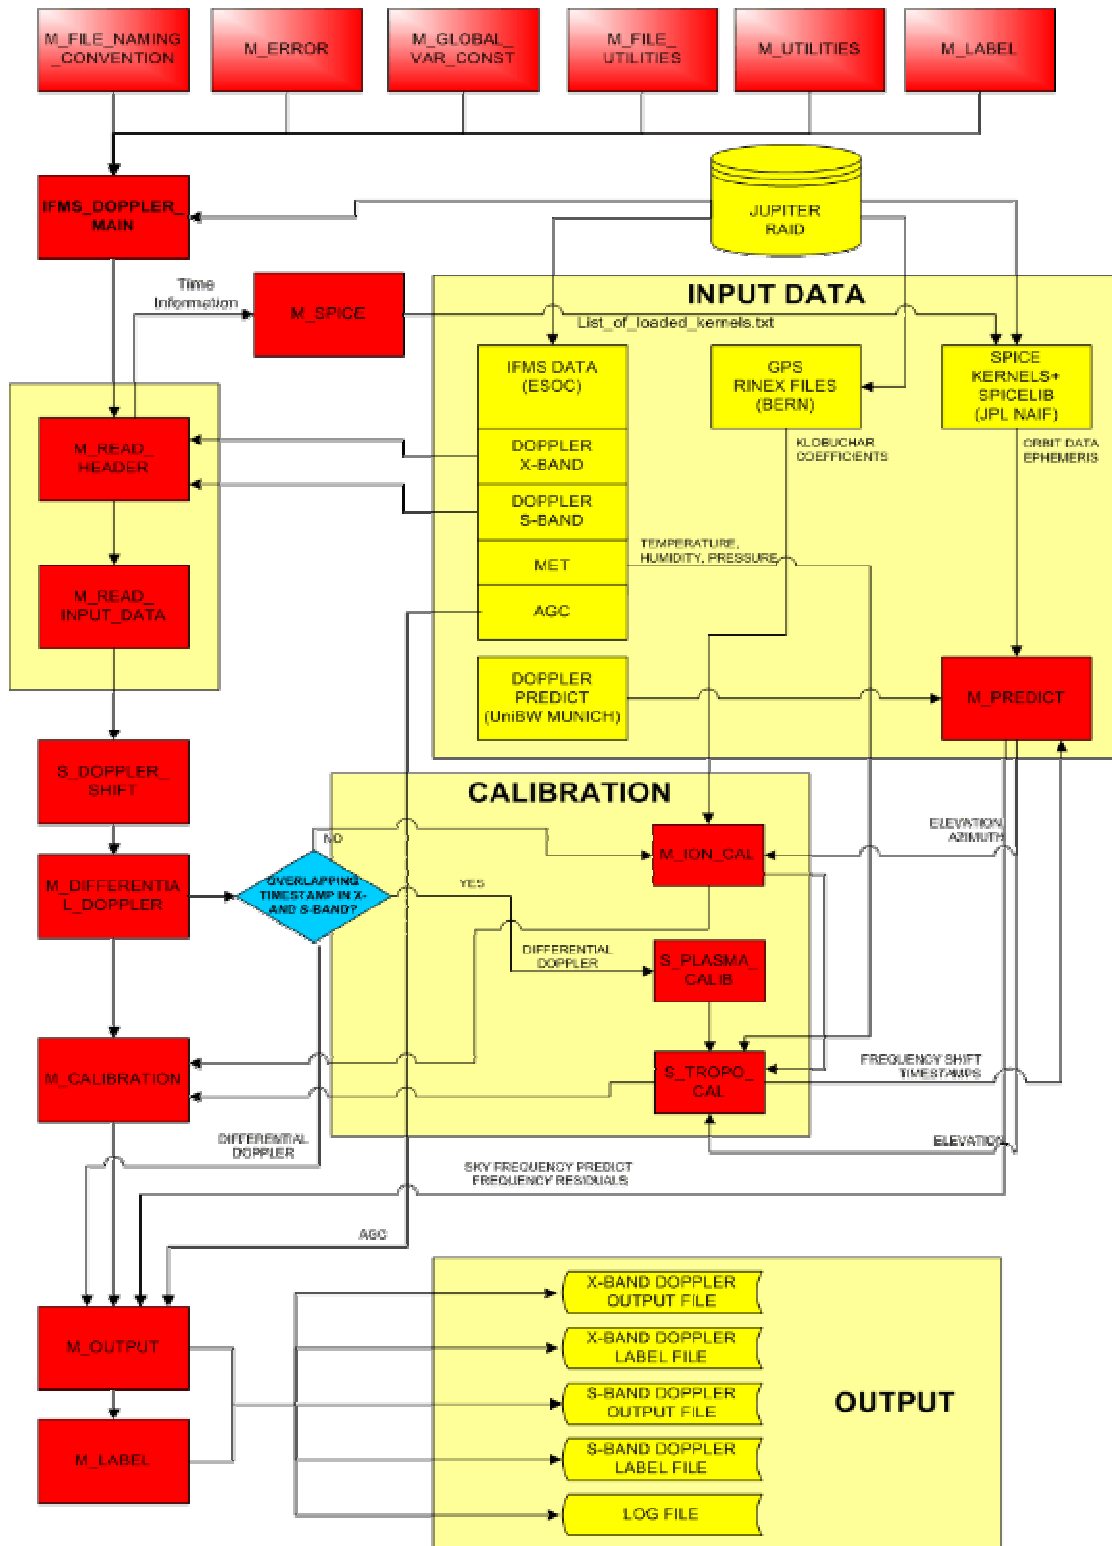 M_FILE_NAMING
_CONVENTION
M_ERROR
M_GLOBAL_
VAR_CONST
M_FILE_
UTILITIES
M_UTILITIES
M_LABEL
IFMS_DOPPLER_
MAIN
JUPITER
RAID
Time
Information
M_SPICE
INPUT DATA
List_of_loaded_kernels.txt
IFMS DATA
(ESOC)
GPS
RINEX FILES
(BERN)
SPICE
KERNELS+
SPICELIB
(JPL NAIF)
M_READ_
HEADER
DOPPLER
X-BAND
KLOBUCHAR
COEFFICIENTS
ORBIT DATA
EPHEMERIS
DOPPLER
S-BAND
TEMPERATURE,
HUMIDITY, PRESSURE
MET
M_READ_
INPUT_DATA
AGC
DOPPLER
PREDICT
(UniBW MUNICH)
M_PREDICT
S_DOPPLER_
SHIFT
CALIBRATION
NO
M_ION_CAL
ELEVATION,
AZIMUTH
M_DIFFERENTIA
L_DOPPLER
OVERLAPPING
TIMESTAMP IN X-
AND S-BAND?
YES
DIFFERENTIAL
DOPPLER
S_PLASMA_
CALIB
M_CALIBRATION
S_TROPO_
CAL
FREQUENCY SHIFT
TIMESTAMPS
DIFFERENTIAL
DOPPLER
ELEVATION
SKY FREQUENCY PREDICT
FREQUENCY RESIDUALS
AGC
M_OUTPUT
M_LABEL
X-BAND DOPPLER
OUTPUT FILE
X-BAND DOPPLER
LABEL FILE
S-BAND DOPPLER
OUTPUT FILE
OUTPUT
S-BAND DOPPLER
LABEL FILE
LOG FILE